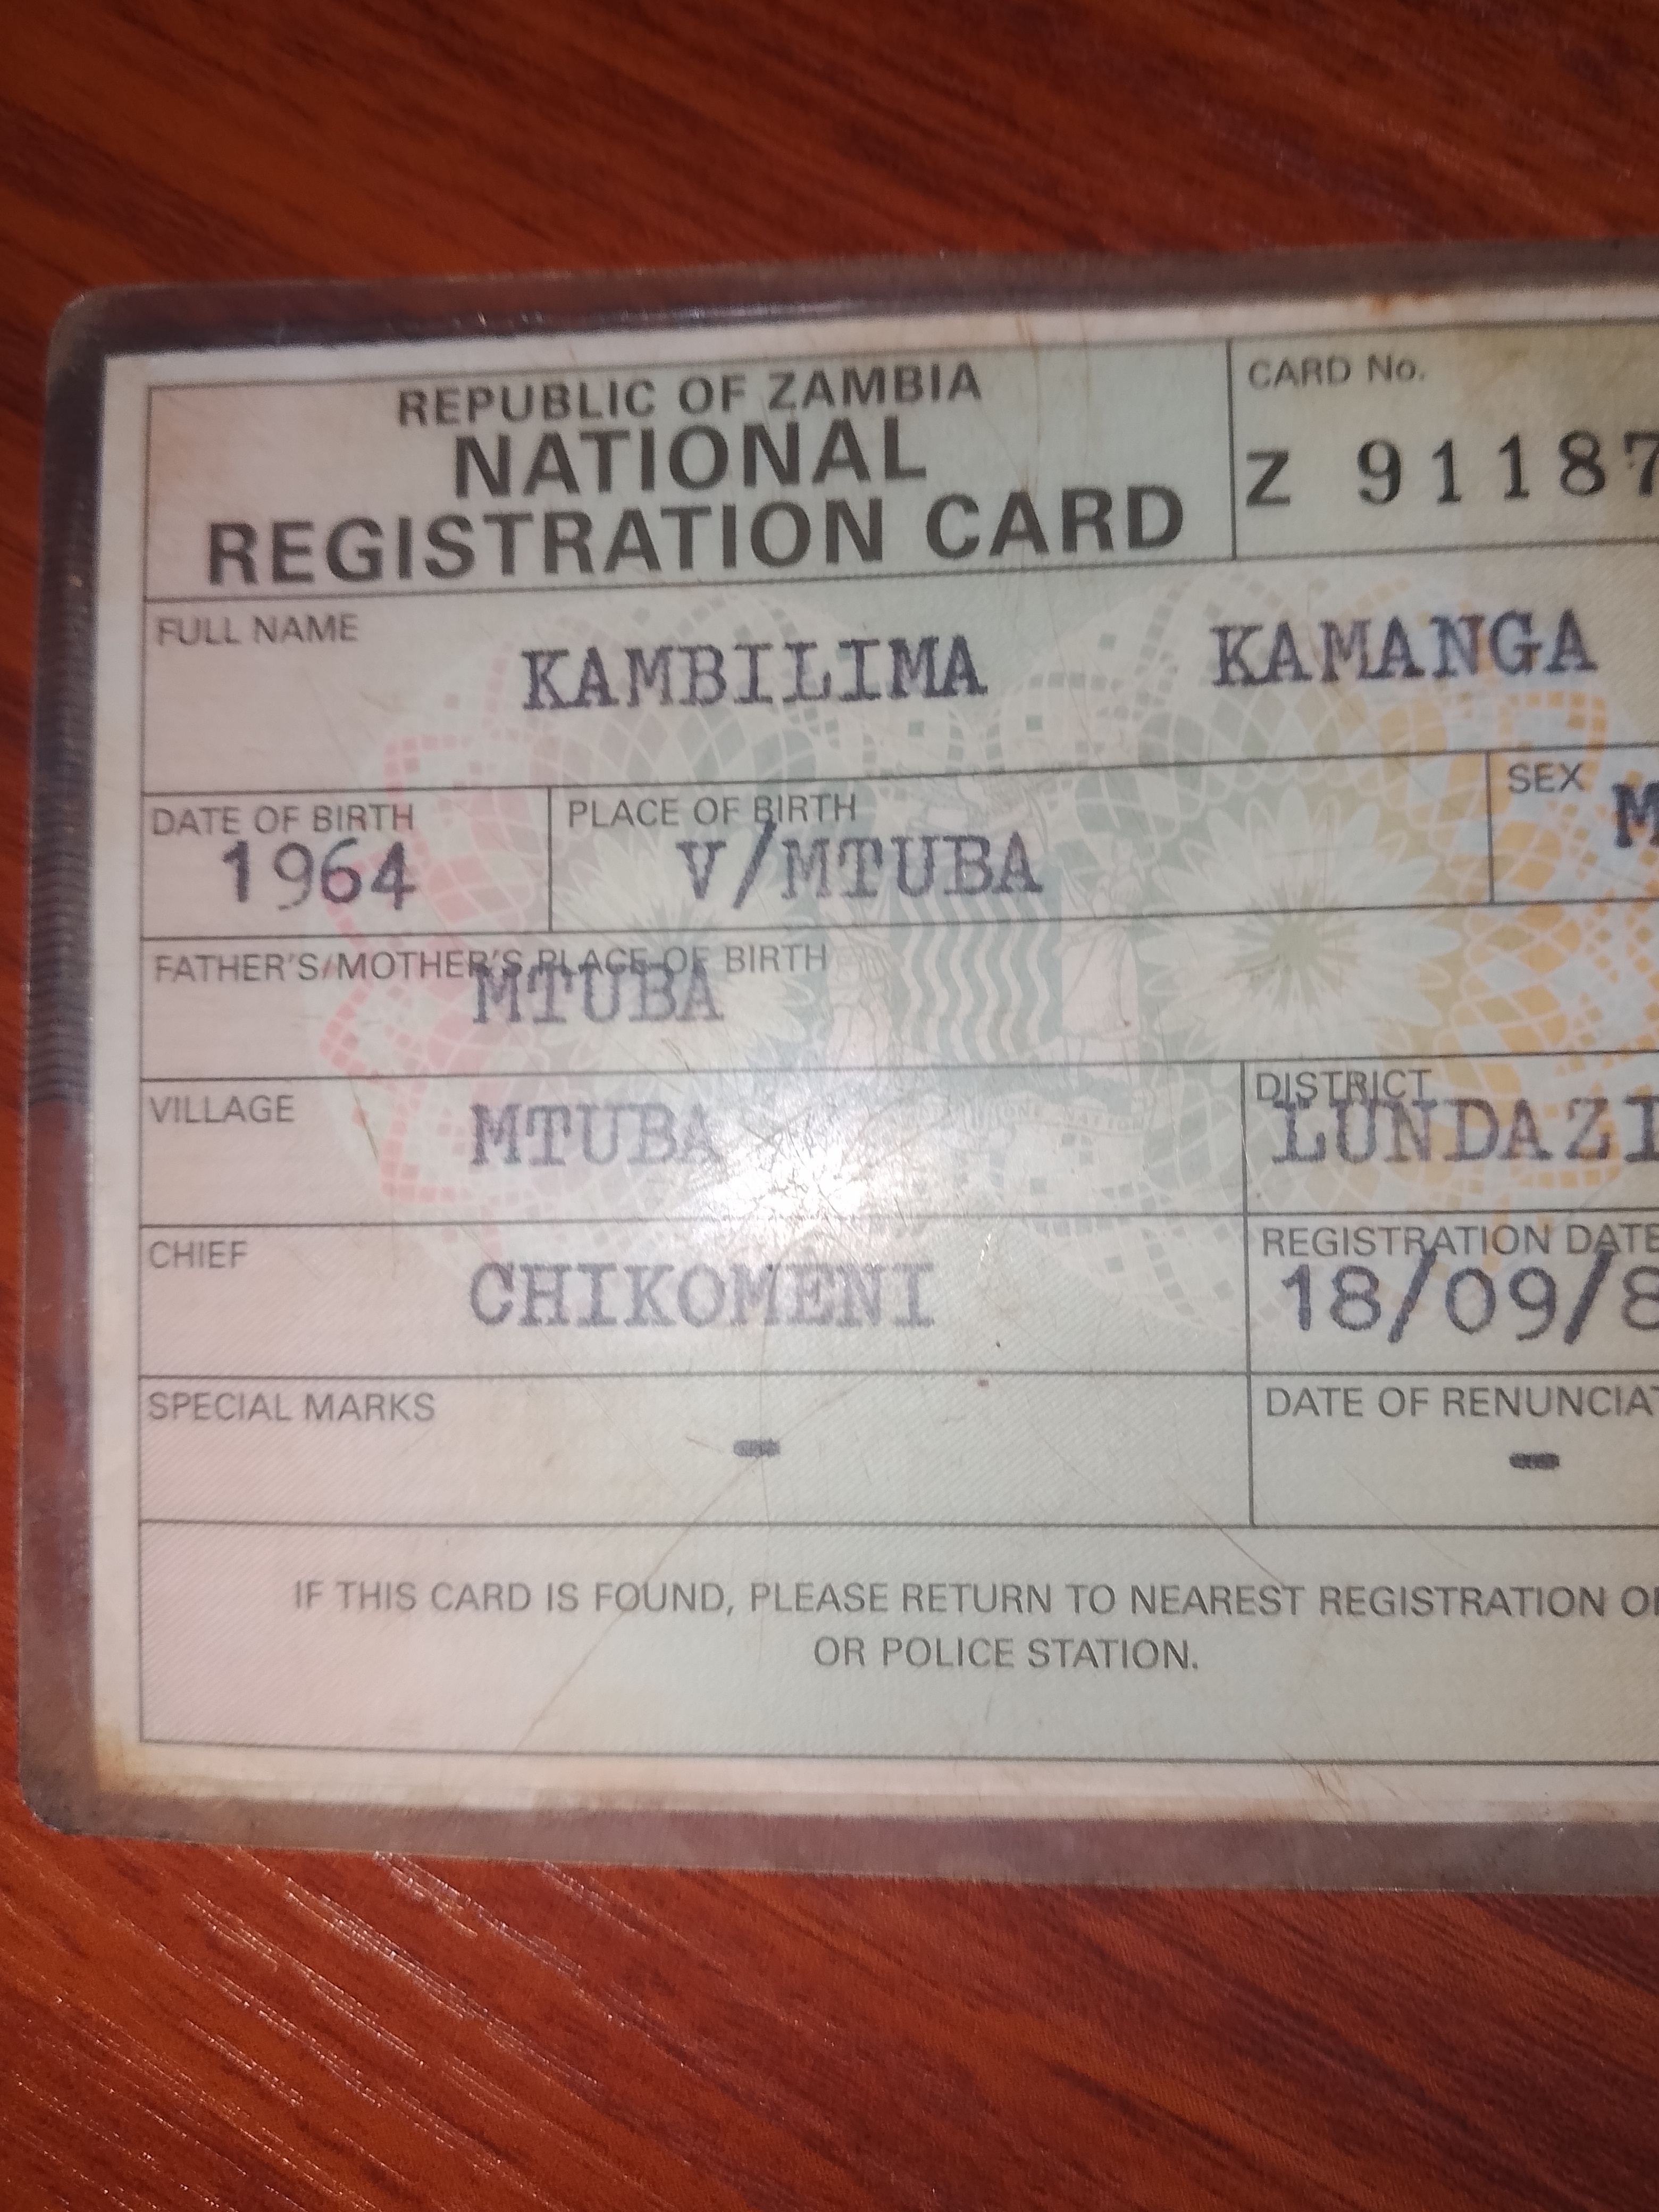 REPUBLIC OF ZAMBIA
NATIONAL
REGISTRATION CARD
CARD No.
Z 91187
FULL NAME
KAMBILIMA KAMANGA
DATE OF BIRTH
1964
PLACE OF BIRTH
V/MTUBA
SEX
M
FATHER'S/MOTHER'S PLACE OF BIRTH
MTUBA
VILLAGE
MTUBA
DISTRICT
LUNDAZI
CHIEF
CHIKOMENI
REGISTRATION DATE
18/09/8
SPECIAL MARKS
-
DATE OF RENUNCIAT
-
IF THIS CARD IS FOUND, PLEASE RETURN TO NEAREST REGISTRATION
OR POLICE STATION.